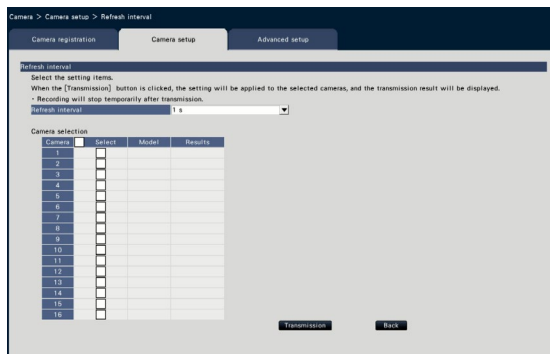 Camera > Camera setup > Refresh interval
Camera registration Camera setup Advanced setup
Refresh interval
Select the setting items.
When the [Transmission] button is clicked, the setting will be applied to the selected cameras, and the transmission result will be displayed.
・Recording will stop temporarily after transmission.
Refresh interval 1 s
Camera selection
Camera Select Model Results
1
2
3
4
5
6
7
8
9
10
11
12
13
14
15
16
Transmission Back